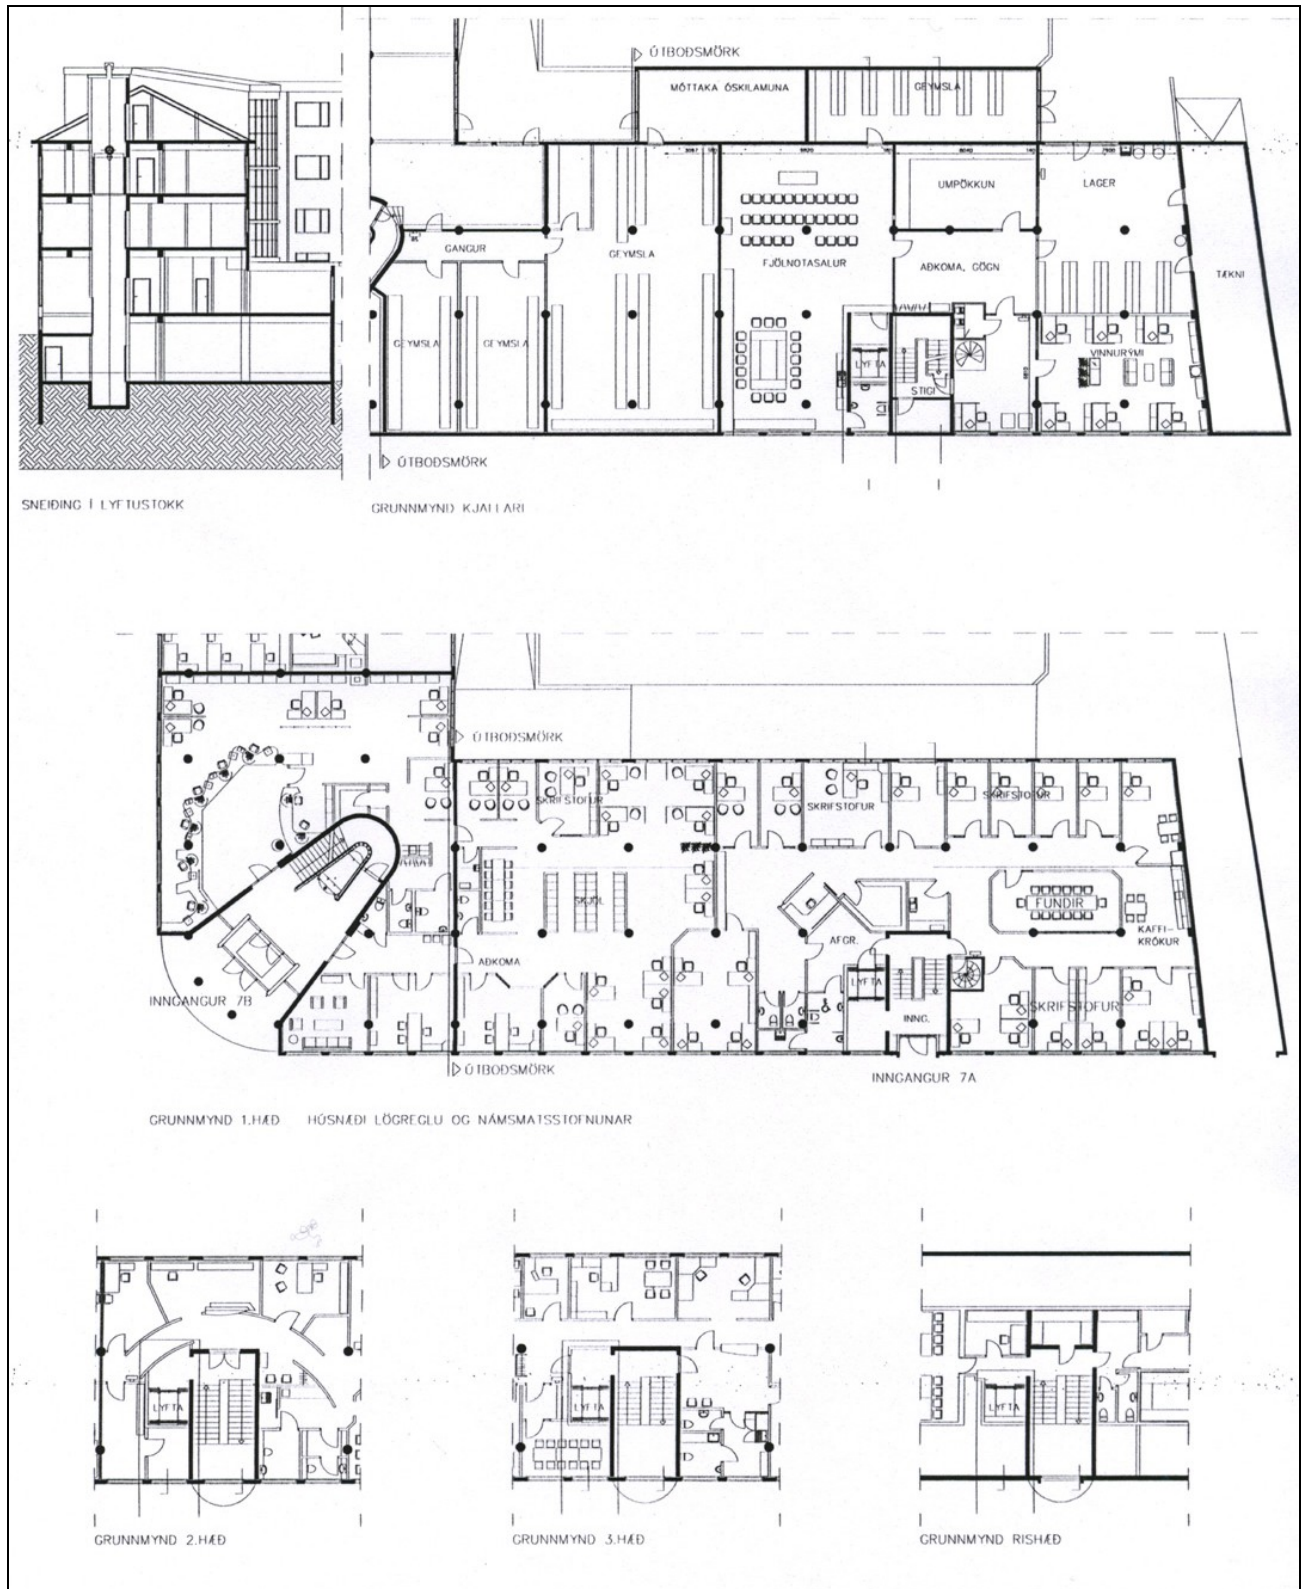 ÚTBOÐSMÖRK
MÓTTAKA ÓSKILAMUNA
GEYMSLA
UMPÖKKUN
LAGER
GANGUR
GEYMSLA
FJÖLNOTASALUR
AÐKOMA, GÖGN
TÆKNI
GEYMSLA
GEYMSLA
LYFTA
STIGI
VINNURÝMI
ÚTBOÐSMÖRK
SNEIÐING Í LYFTUSTOKK
GRUNNMYND KJALLARI
ÚTBOÐSMÖRK
SKRIFSTOFUR
SKRIFSTOFUR
SKRIFSTOFUR
SKJÖL
FUNDIR
KAFFI-
KRÓKUR
AÐKOMA
AFGR.
LYFTA
INNG.
SKRIFSTOFUR
INNGANGUR 7B
ÚTBOÐSMÖRK
INNGANGUR 7A
GRUNNMYND 1.HÆÐ HÚSNÆÐI LÖGREGLU OG NÁMSMATSSTOFNUNAR
LYFTA
LYFTA
LYFTA
GRUNNMYND 2.HÆÐ
GRUNNMYND 3.HÆÐ
GRUNNMYND RISHÆÐ